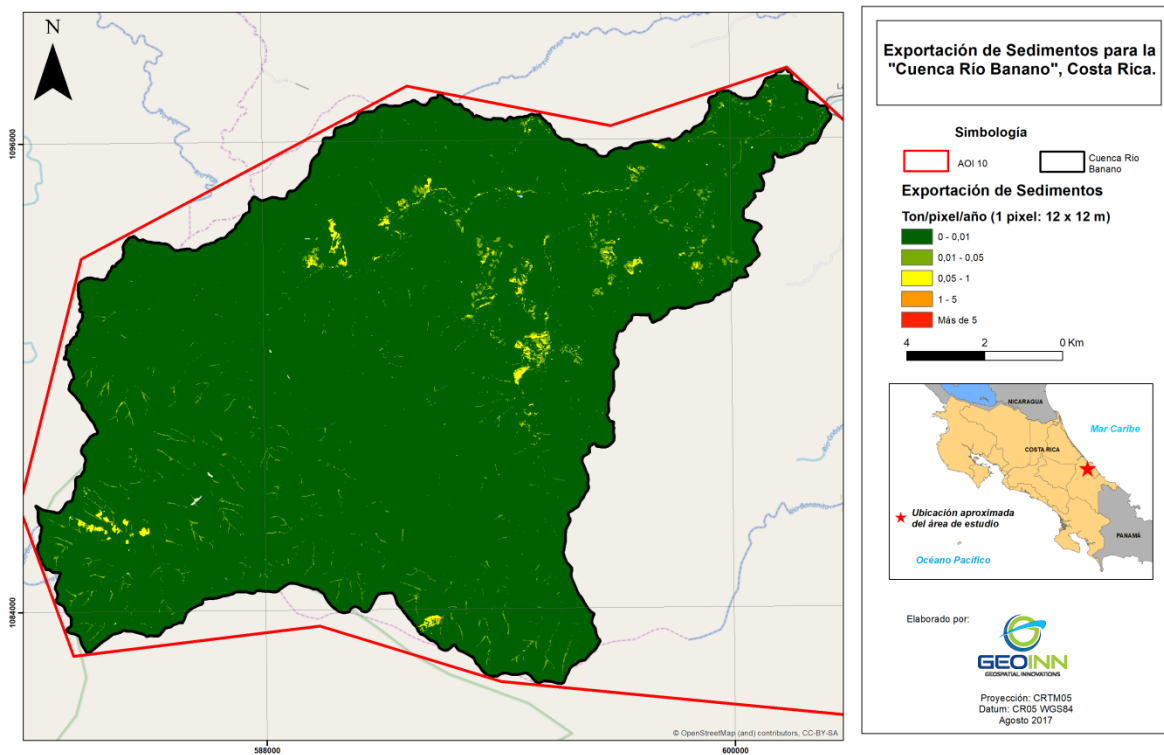 N
1096000
1084000
588000
600000
© OpenStreetMap (and) contributors, CC-BY-SA
Exportación de Sedimentos para la
"Cuenca Río Banano", Costa Rica.
Simbología
AOI 10
Cuenca Río
Banano
Exportación de Sedimentos
Ton/pixel/año (1 pixel: 12 x 12 m)
0 - 0,01
0,01 - 0,05
0,05 - 1
1 - 5
Más de 5
4 2 0 Km
NICARAGUA
Mar Caribe
COSTA RICA
Ubicación aproximada
del área de estudio
PANAMÁ
Océano Pacífico
Elaborado por:
GEOINN
GEOSPATIAL INNOVATIONS
Proyección: CRTM05
Datum: CR05 WGS84
Agosto 2017